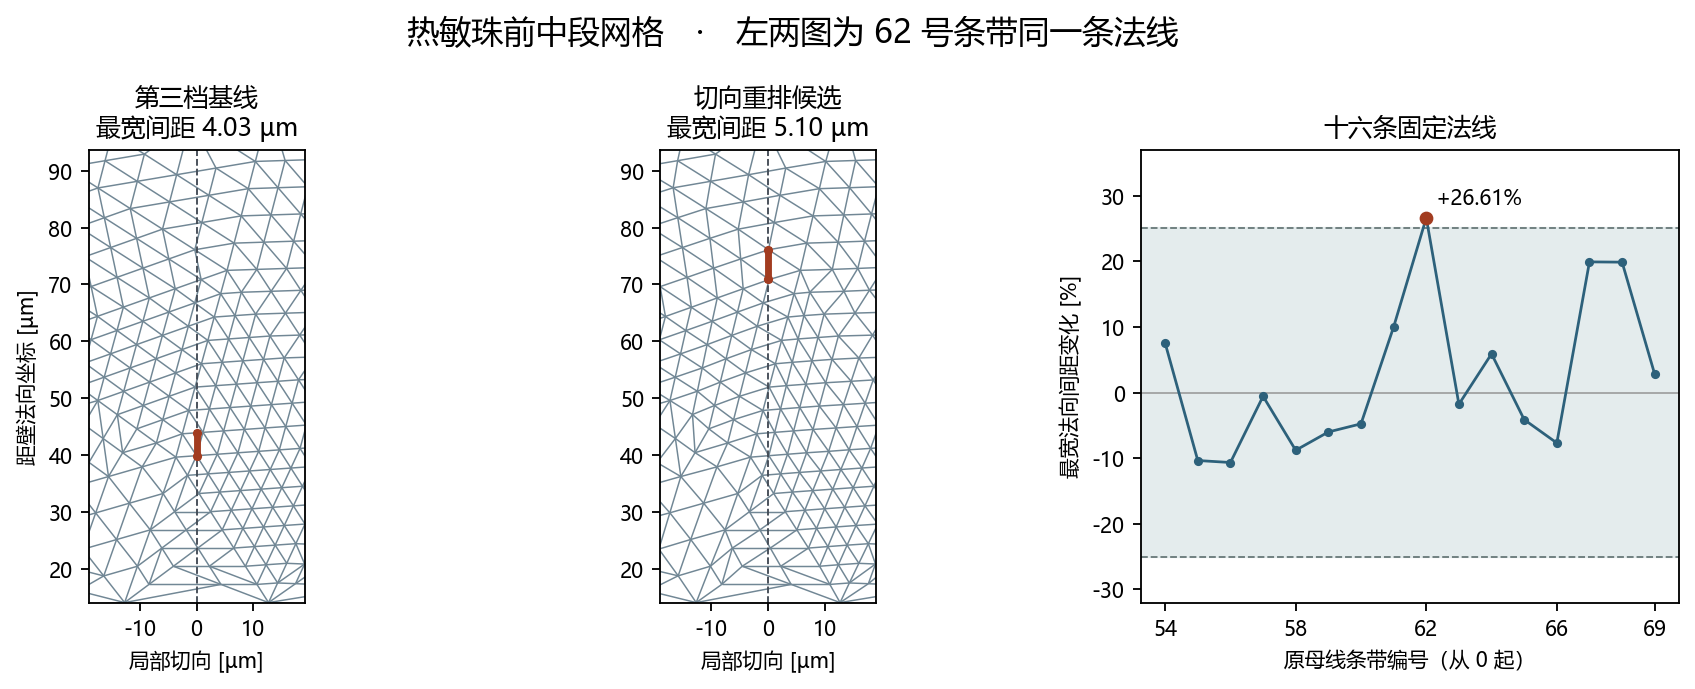 热敏珠前中段网格 · 左两图为 62 号条带同一条法线
第三档基线
最宽间距 4.03 µm
距壁法向坐标 [µm]
90
80
70
60
50
40
30
20
-10 0 10
局部切向 [µm]
切向重排候选
最宽间距 5.10 µm
90
80
70
60
50
40
30
20
-10 0 10
局部切向 [µm]
十六条固定法线
最宽法向间距变化 [%]
30
20
10
0
-10
-20
-30
+26.61%
54 58 62 66 69
原母线条带编号（从 0 起）